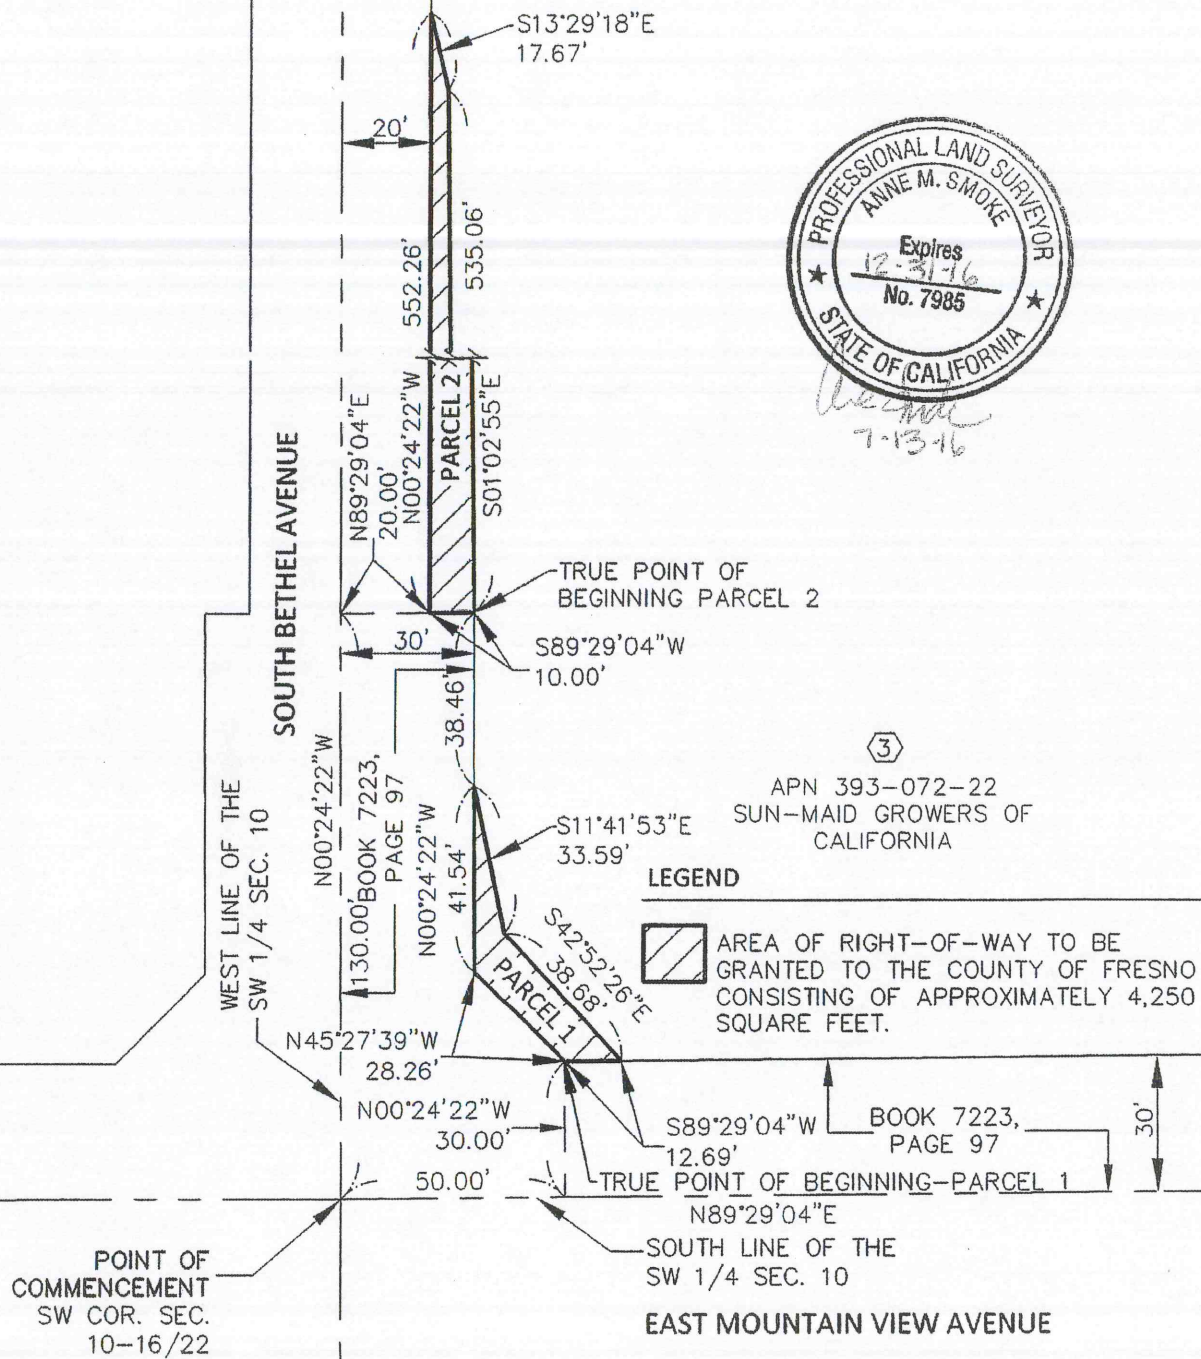 S13°29'18"E
17.67'
20'
552.26'
535.06'
PROFESSIONAL LAND SURVEYOR
ANNE M. SMOKE
Expires
12-31-16
No. 7985
STATE OF CALIFORNIA
7-13-16
SOUTH BETHEL AVENUE
N89°29'04"E
20.00'
N00°24'22"W
PARCEL 2
S01°02'55"E
TRUE POINT OF
BEGINNING PARCEL 2
30'
S89°29'04"W
10.00'
38.46'
WEST LINE OF THE
SW 1/4 SEC. 10
N00°24'22"W
130.00'
BOOK 7223,
PAGE 97
N00°24'22"W
41.54'
3
APN 393-072-22
SUN-MAID GROWERS OF
CALIFORNIA
S11°41'53"E
33.59'
LEGEND
AREA OF RIGHT-OF-WAY TO BE
GRANTED TO THE COUNTY OF FRESNO
CONSISTING OF APPROXIMATELY 4,250
SQUARE FEET.
S42°52'26"E
38.68'
PARCEL 1
N45°27'39"W
28.26'
N00°24'22"W
30.00'
50.00'
S89°29'04"W
12.69'
BOOK 7223,
PAGE 97
30'
TRUE POINT OF BEGINNING-PARCEL 1
N89°29'04"E
SOUTH LINE OF THE
SW 1/4 SEC. 10
POINT OF
COMMENCEMENT
SW COR. SEC.
10-16/22
EAST MOUNTAIN VIEW AVENUE